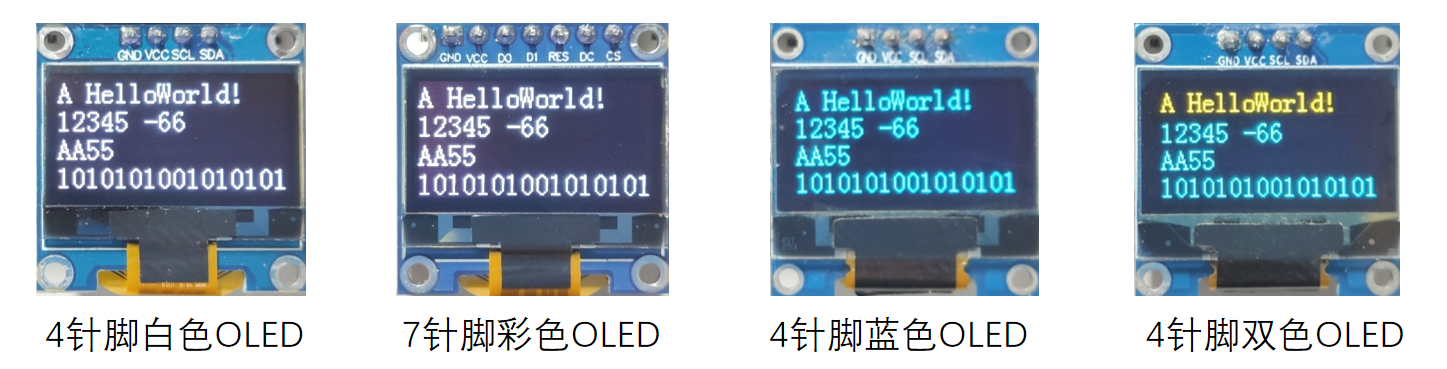 GND VCC SCL SDA
A HelloWorld!
12345 -66
AA55
1010101001010101
4针脚白色OLED
GND VCC D0 D1 RES DC CS
A HelloWorld!
12345 -66
AA55
1010101001010101
7针脚彩色OLED
GND VCC SCL SDA
A HelloWorld!
12345 -66
AA55
1010101001010101
4针脚蓝色OLED
GND VCC SCL SDA
A HelloWorld!
12345 -66
AA55
1010101001010101
4针脚双色OLED